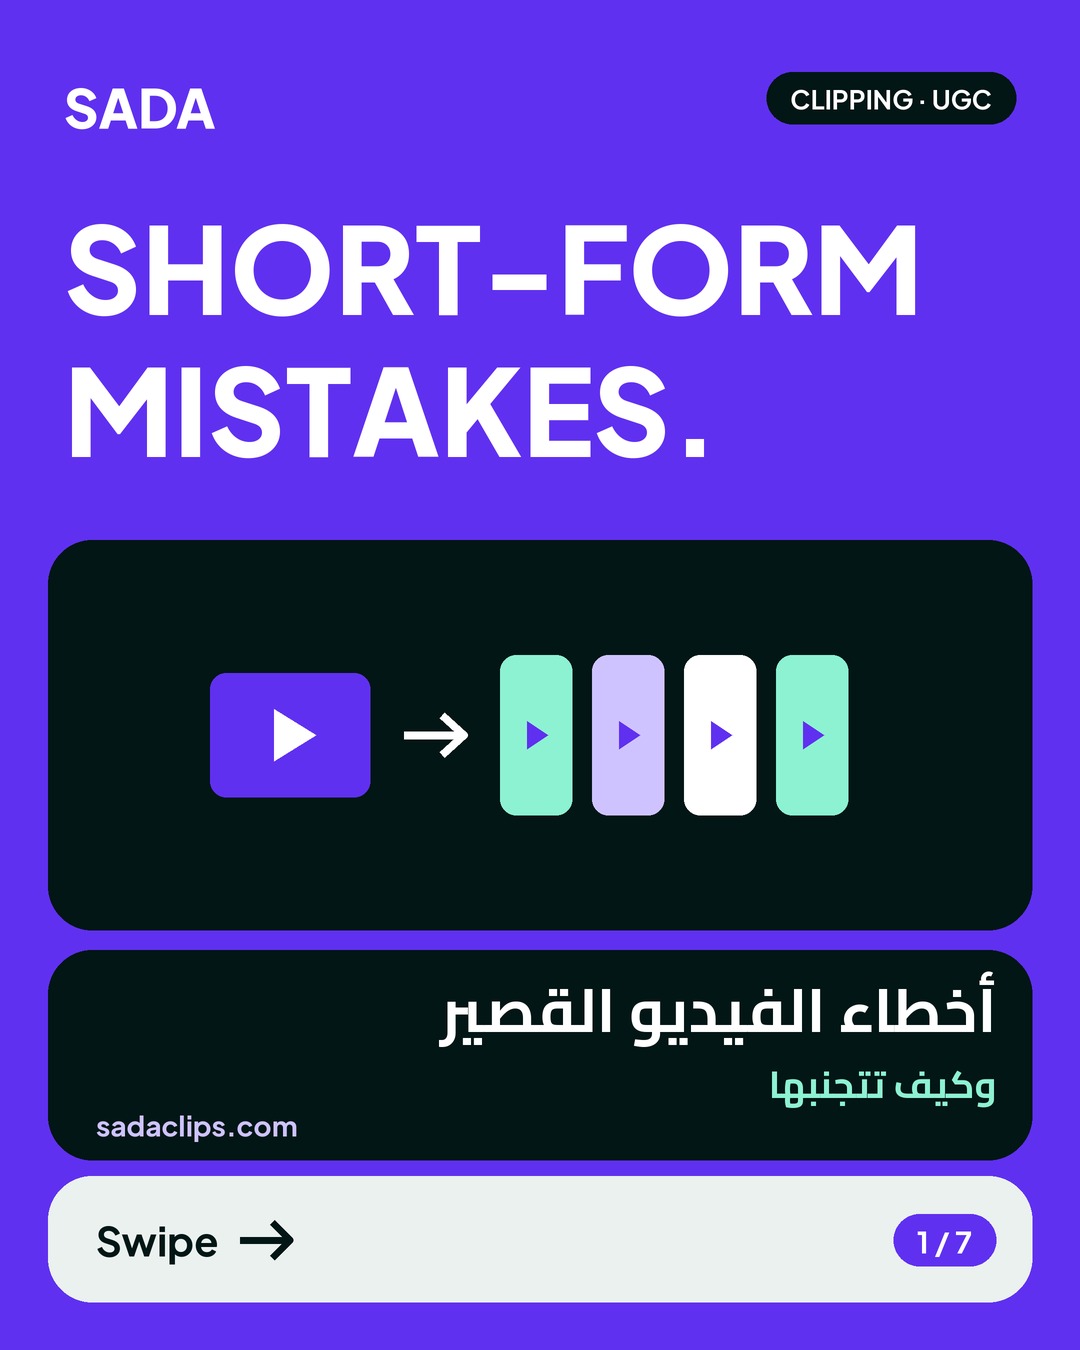 SADA
CLIPPING · UGC
SHORT-FORM
MISTAKES.
أخطاء الفيديو القصير
وكيف تتجنبها
sadaclips.com
Swipe →
1/7